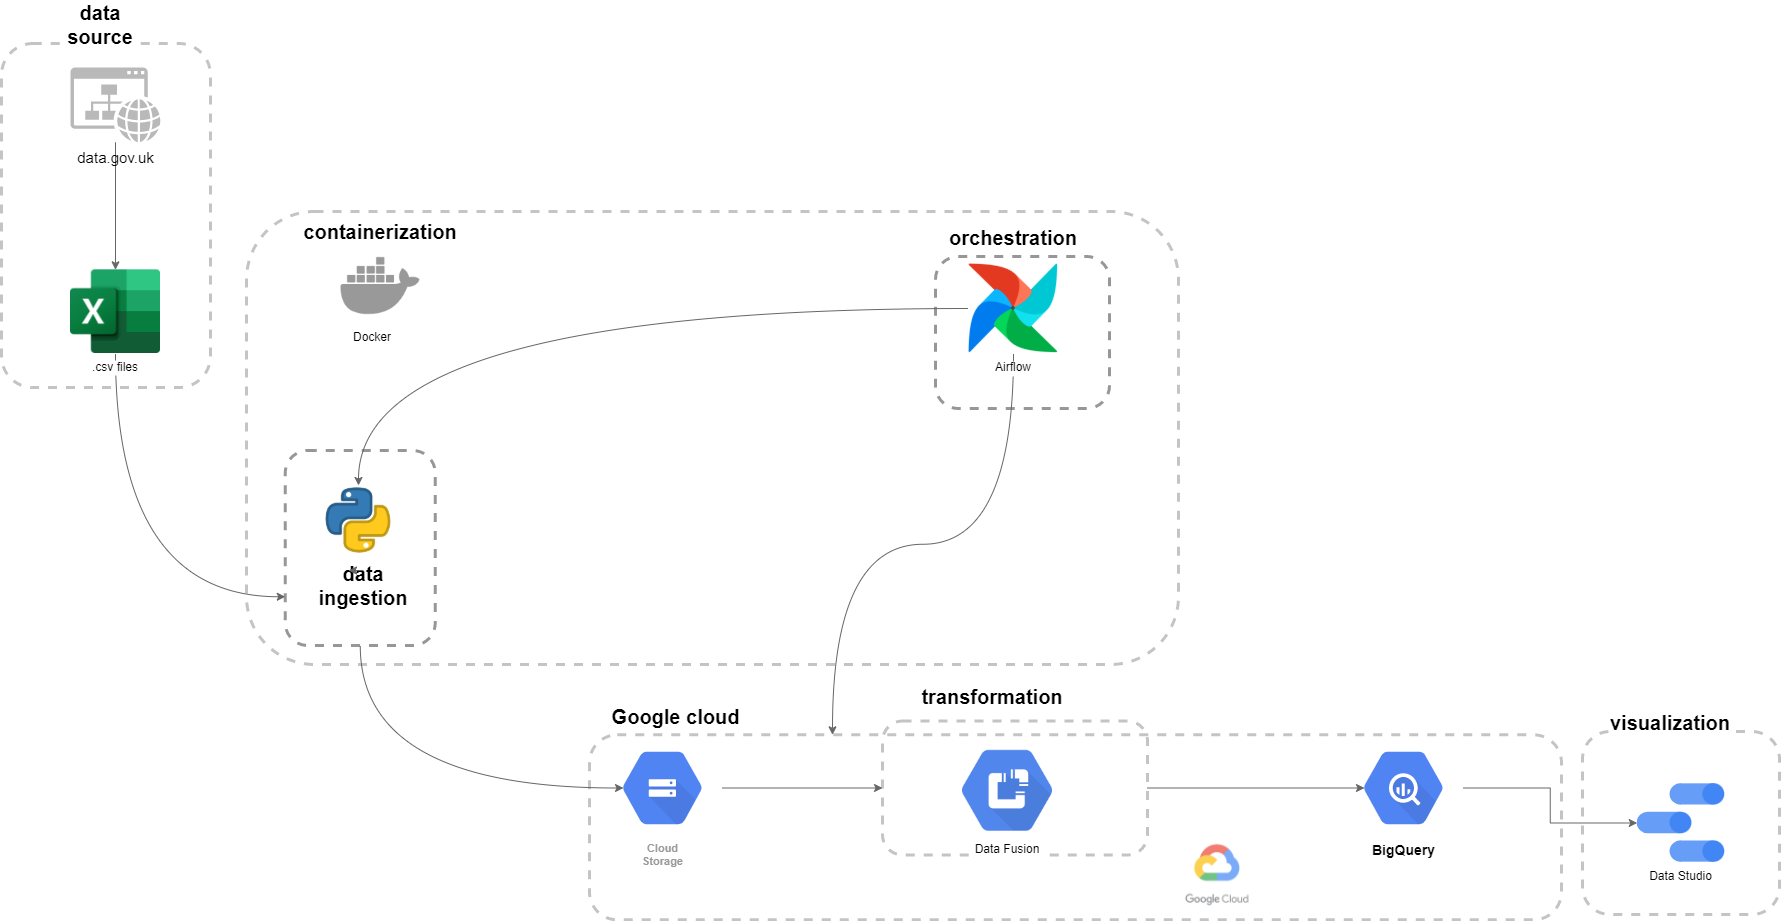 data
source
data.gov.uk
X
.csv files
containerization
Docker
orchestration
Airflow
data
ingestion
Google cloud
transformation
visualization
Cloud
Storage
Data Fusion
BigQuery
Google Cloud
Data Studio